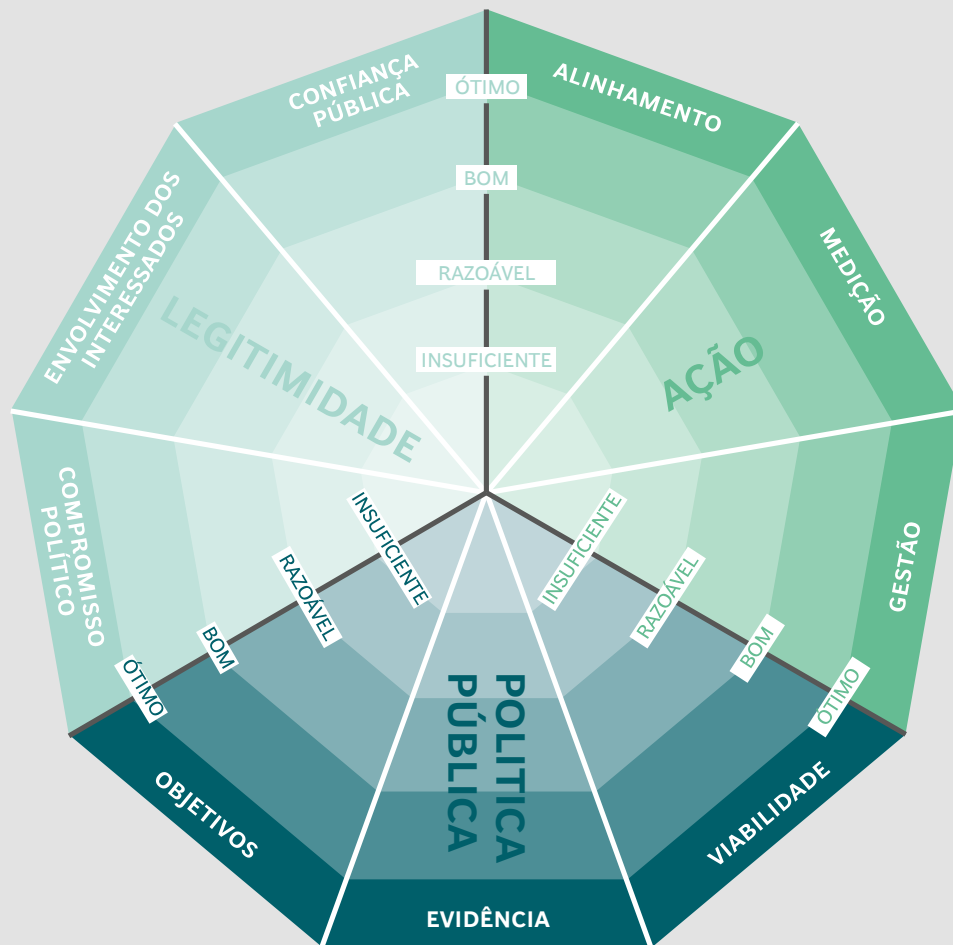 CONFIANÇA
PÚBLICA
ÓTIMO
ALINHAMENTO
BOM
RAZOÁVEL
INSUFICIENTE
ENVOLVIMENTO DOS
INTERESSADOS
LEGITIMIDADE
MEDIÇÃO
AÇÃO
COMPROMISSO
POLÍTICO
GESTÃO
INSUFICIENTE
RAZOÁVEL
BOM
ÓTIMO
INSUFICIENTE
RAZOÁVEL
BOM
ÓTIMO
POLITICA
PÚBLICA
OBJETIVOS
EVIDÊNCIA
VIABILIDADE